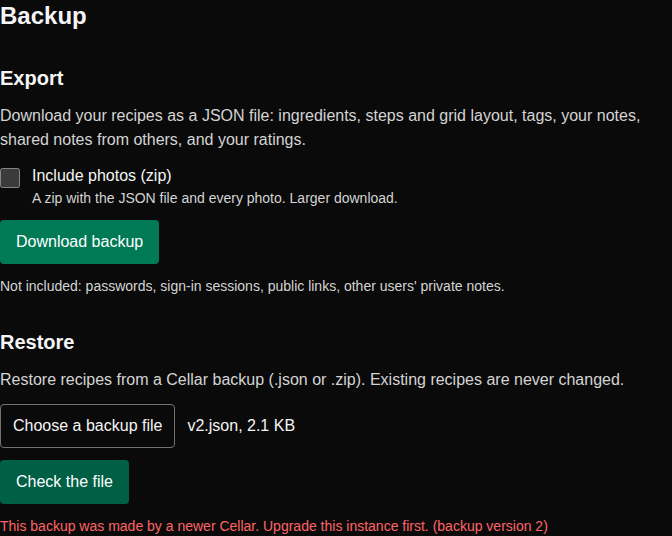 Backup
Export
Download your recipes as a JSON file: ingredients, steps and grid layout, tags, your notes,
shared notes from others, and your ratings.
Include photos (zip)
A zip with the JSON file and every photo. Larger download.
Download backup
Not included: passwords, sign-in sessions, public links, other users' private notes.
Restore
Restore recipes from a Cellar backup (.json or .zip). Existing recipes are never changed.
Choose a backup file v2.json, 2.1 KB
Check the file
This backup was made by a newer Cellar. Upgrade this instance first. (backup version 2)